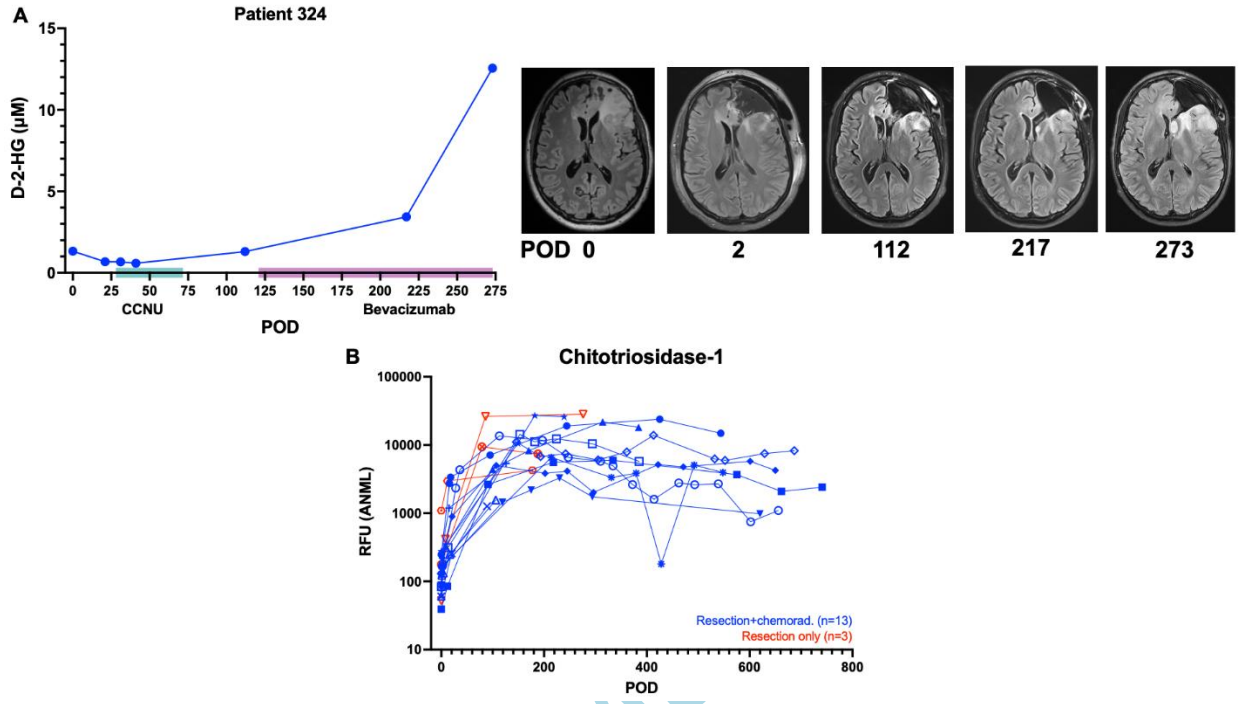 A
Patient 324
D-2-HG (µM)
15
10
5
0
0 25 50 75 100 125 150 175 200 225 250 275
CCNU Bevacizumab
POD
POD 0 2 112 217 273
B
Chitotriosidase-1
RFU (ANML)
100000
10000
1000
100
10
Resection+chemorad. (n=13)
Resection only (n=3)
0 200 400 600 800
POD